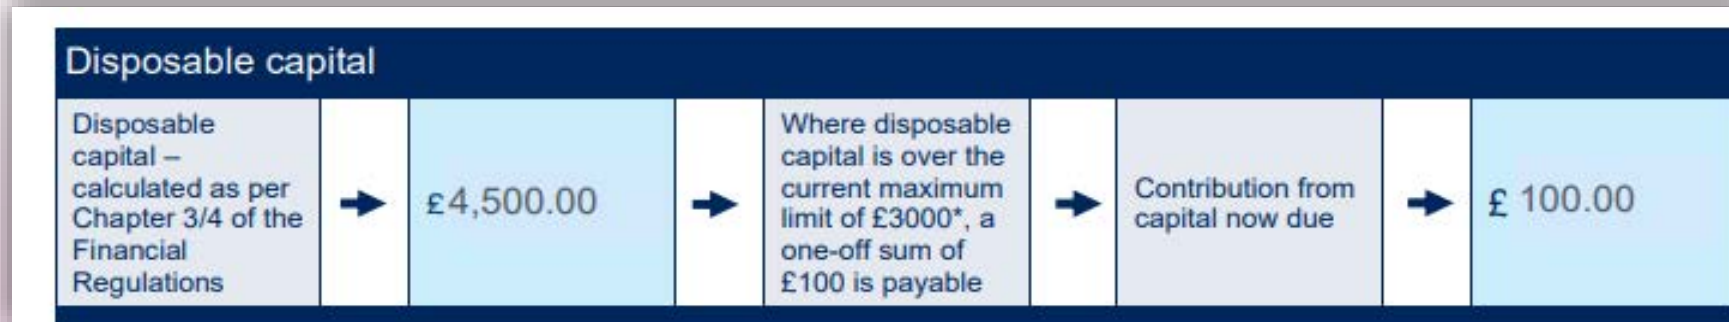 Disposable capital
Disposable
capital –
calculated as per
Chapter 3/4 of the
Financial
Regulations
£4,500.00
Where disposable
capital is over the
current maximum
limit of £3000*, a
one-off sum of
£100 is payable
Contribution from
capital now due
£ 100.00